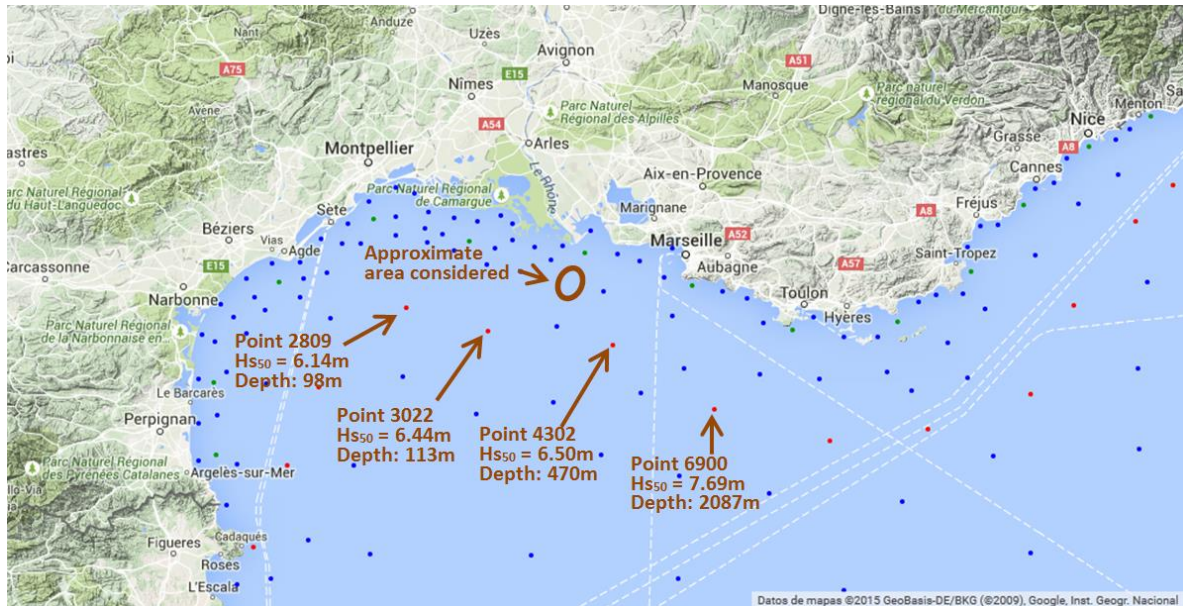 Nant
Anduze
Uzès
Avignon
Digne-les-Bains
du Mercantour
A75
E15
A51
Manosque
Parc naturel
régional du Verdon
Menton
Nîmes
Avène
Parc Naturel
Régional des Alpilles
Nice
Grasse
A8
A54
Arles
Cannes
Montpellier
astres
Parc Naturel Régional
du Haut-Languedoc
Parc Naturel Régional
de Camargue
Le Rhône
Aix-en-Provence
Fréjus
A8
Sète
Marignane
Béziers
Vias
Agde
Marseille
A52
Aubagne
A57
Saint-Tropez
Carcassonne
E15
Approximate
area considered
Toulon
Hyères
Narbonne
Parc Naturel Régional
de la Narbonnaise en...
Point 2809
Hs50 = 6.14m
Depth: 98m
Le Barcarès
Perpignan
Point 3022
Hs50 = 6.44m
Depth: 113m
Point 4302
Hs50 = 6.50m
Depth: 470m
Point 6900
Hs50 = 7.69m
Depth: 2087m
Parc Naturel Régional
des Pyrénées Catalanes
Argelès-sur-Mer
Figueres
Cadaqués
Roses
L'Escala
Datos de mapas ©2015 GeoBasis-DE/BKG (©2009), Google, Inst. Geogr. Nacional